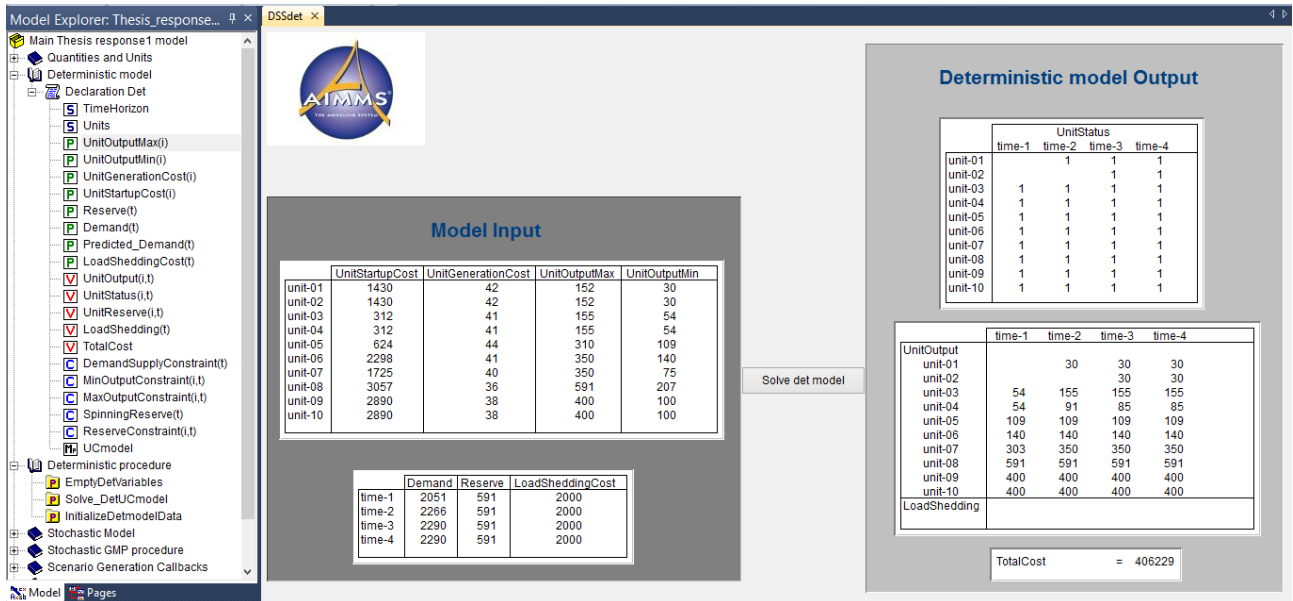 Model Explorer: Thesis_response...
Main Thesis response1 model
Quantities and Units
Deterministic model
Declaration Det
S TimeHorizon
S Units
P UnitOutputMax(i)
P UnitOutputMin(i)
P UnitGenerationCost(i)
P UnitStartupCost(i)
P Reserve(t)
P Demand(t)
P Predicted_Demand(t)
P LoadSheddingCost(t)
V UnitOutput(i,t)
V UnitStatus(i,t)
V UnitReserve(i,t)
V LoadShedding(t)
V TotalCost
C DemandSupplyConstraint(t)
C MinOutputConstraint(i,t)
C MaxOutputConstraint(i,t)
C SpinningReserve(t)
C ReserveConstraint(i,t)
UCmodel
Deterministic procedure
P EmptyDetVariables
P Solve_DetUCmodel
P InitializeDetmodelData
Stochastic Model
Stochastic GMP procedure
Scenario Generation Callbacks
Model Pages
DSSdet
AIMMS
THE MODELING SYSTEM
Model Input
UnitStartupCost UnitGenerationCost UnitOutputMax UnitOutputMin
unit-01 1430 42 152 30
unit-02 1430 42 152 30
unit-03 312 41 155 54
unit-04 312 41 155 54
unit-05 624 44 310 109
unit-06 2298 41 350 140
unit-07 1725 40 350 75
unit-08 3057 36 591 207
unit-09 2890 38 400 100
unit-10 2890 38 400 100
Demand Reserve LoadSheddingCost
time-1 2051 591 2000
time-2 2266 591 2000
time-3 2290 591 2000
time-4 2290 591 2000
Solve det model
Deterministic model Output
UnitStatus
time-1 time-2 time-3 time-4
unit-01 1 1 1
unit-02 1 1
unit-03 1 1 1 1
unit-04 1 1 1 1
unit-05 1 1 1 1
unit-06 1 1 1 1
unit-07 1 1 1 1
unit-08 1 1 1 1
unit-09 1 1 1 1
unit-10 1 1 1 1
time-1 time-2 time-3 time-4
UnitOutput
unit-01 30 30 30
unit-02 30 30
unit-03 54 155 155 155
unit-04 54 91 85 85
unit-05 109 109 109 109
unit-06 140 140 140 140
unit-07 303 350 350 350
unit-08 591 591 591 591
unit-09 400 400 400 400
unit-10 400 400 400 400
LoadShedding
TotalCost = 406229